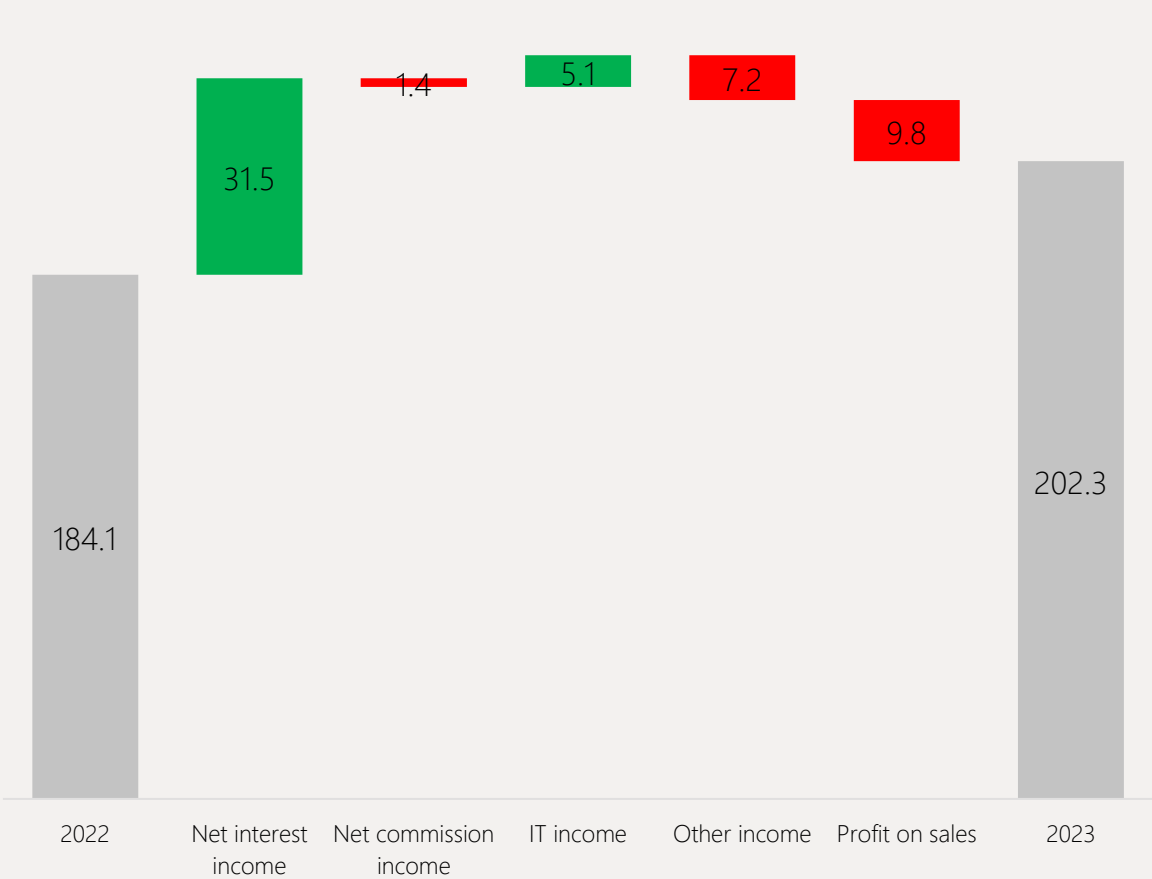 5.1
7.2
1.4
9.8
31.5
202.3
184.1
2022
Net interest
income
Net commission
income
IT income
Other income
Profit on sales
2023